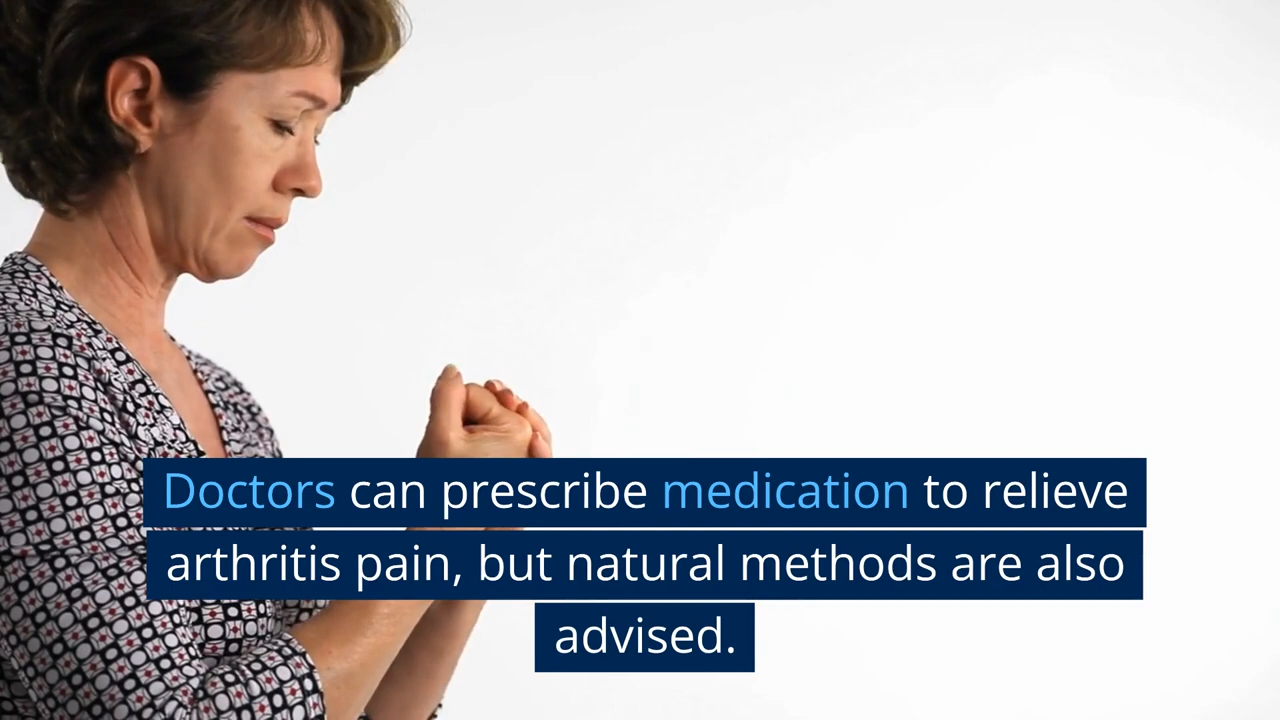 Doctors can prescribe medication to relieve
arthritis pain, but natural methods are also
advised.